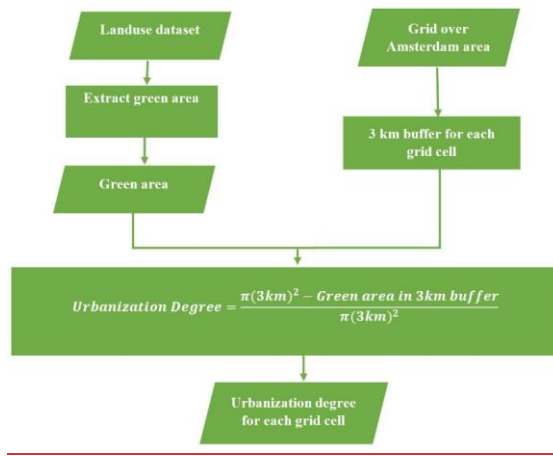 Landuse dataset
Grid over
Amsterdam area
Extract green area
3 km buffer for each
grid cell
Green area
Urbanization Degree = \frac{π(3km)² − Green area in 3km buffer}{π(3km)²}
Urbanization degree
for each grid cell